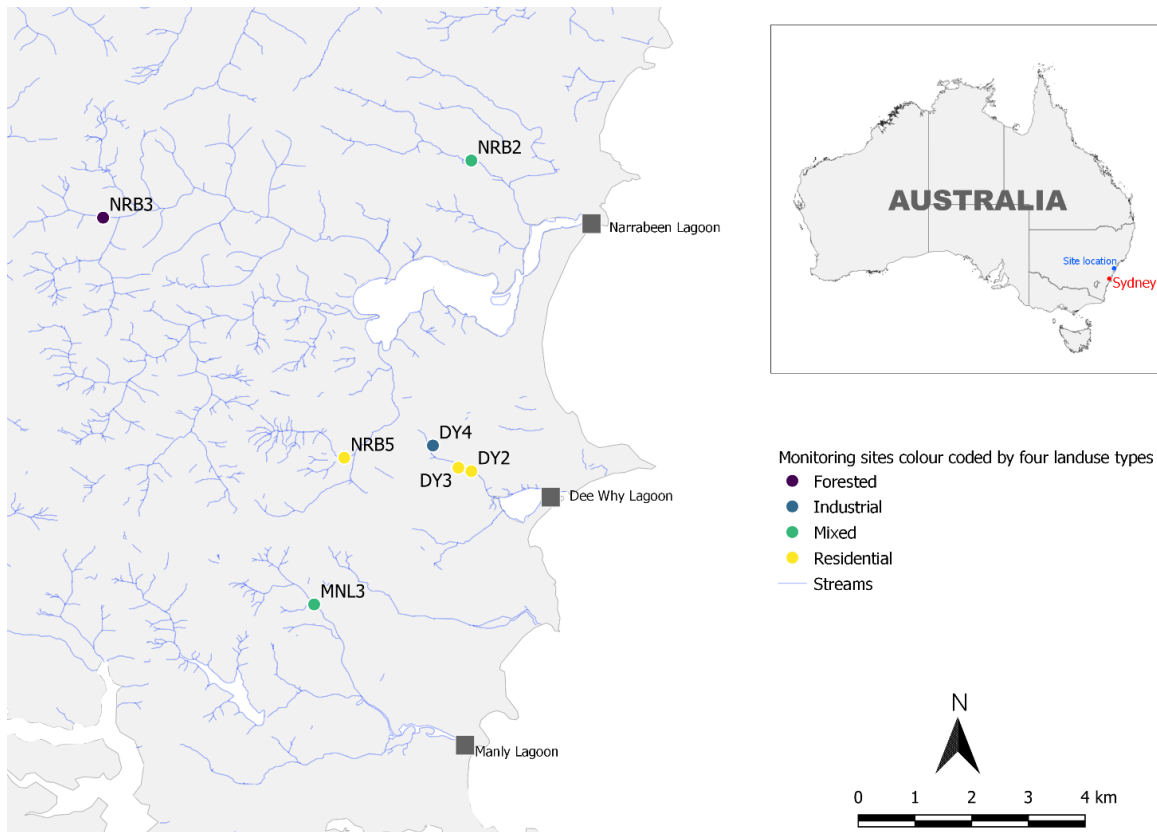 NRB2
NRB3
Narrabeen Lagoon
AUSTRALIA
Site location
Sydney
DY4
NRB5
DY2
DY3
Dee Why Lagoon
MNL3
Manly Lagoon
Monitoring sites colour coded by four landuse types
Forested
Industrial
Mixed
Residential
Streams
N
0 1 2 3 4 km